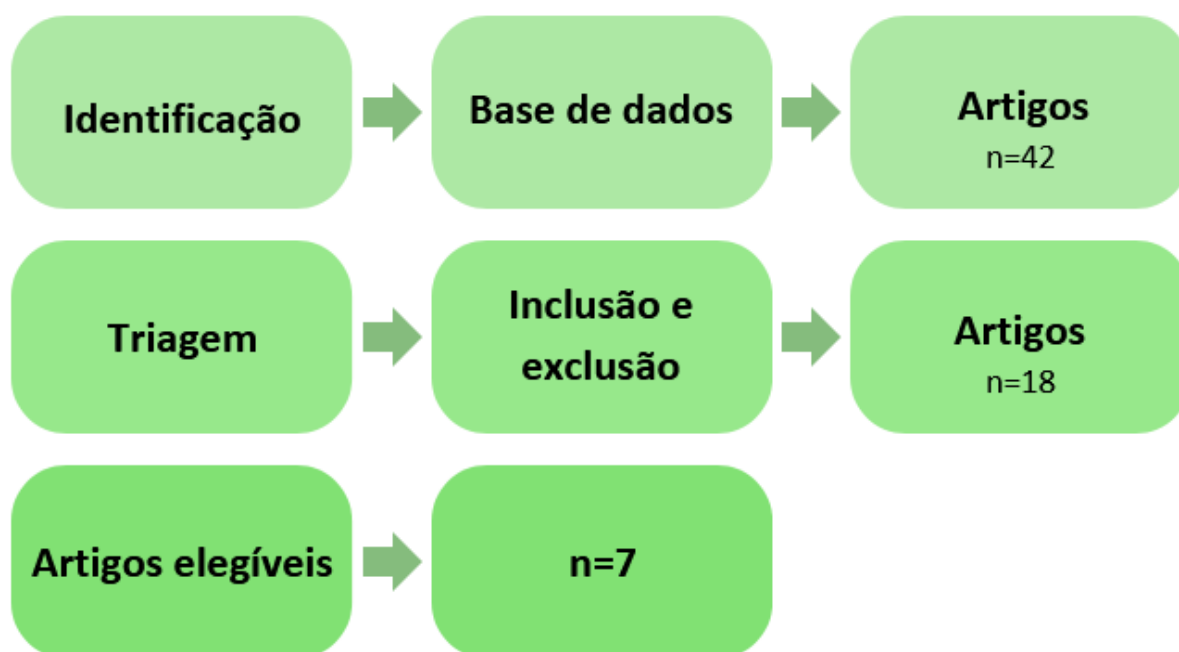 Identificação
Base de dados
Artigos
n=42
Triagem
Inclusão e
exclusão
Artigos
n=18
Artigos elegíveis
n=7